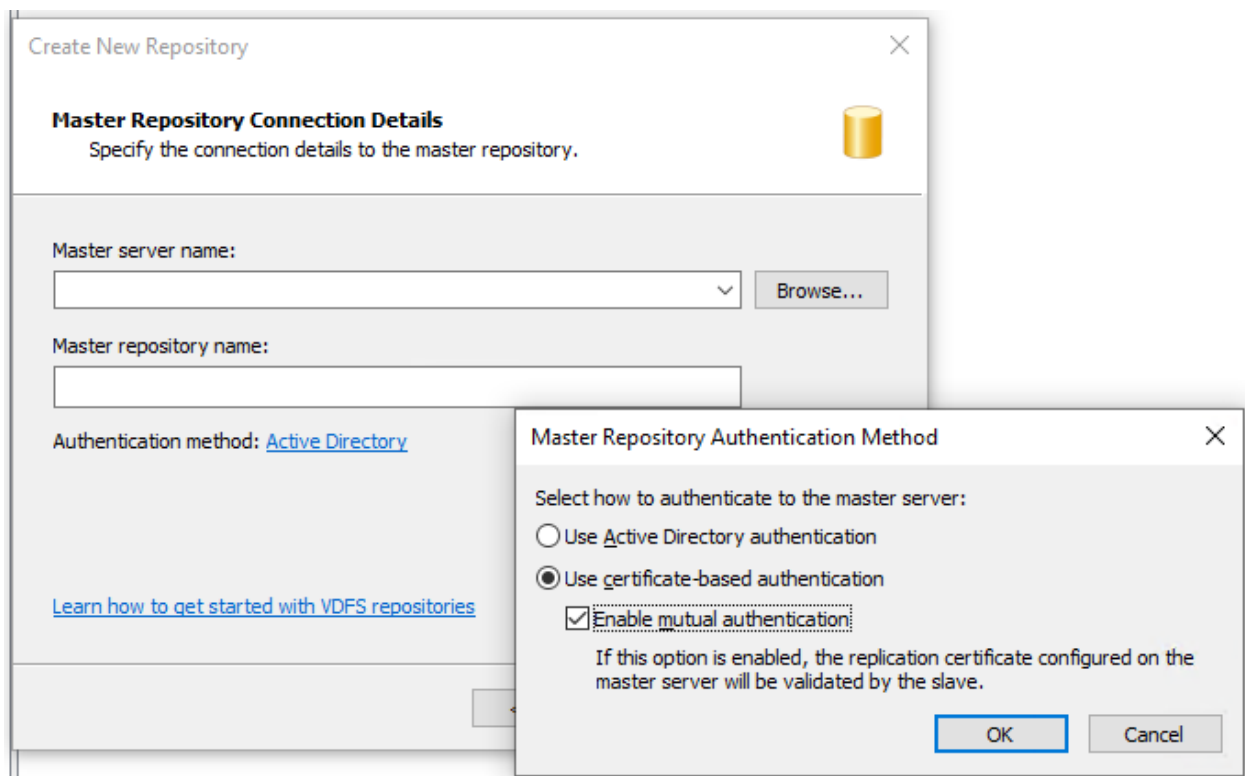 Create New Repository
Master Repository Connection Details
Specify the connection details to the master repository.
Master server name:
Browse...
Master repository name:
Authentication method: Active Directory
Learn how to get started with VDFS repositories
<
Master Repository Authentication Method
Select how to authenticate to the master server:
Use Active Directory authentication
Use certificate-based authentication
Enable mutual authentication
If this option is enabled, the replication certificate configured on the
master server will be validated by the slave.
OK
Cancel